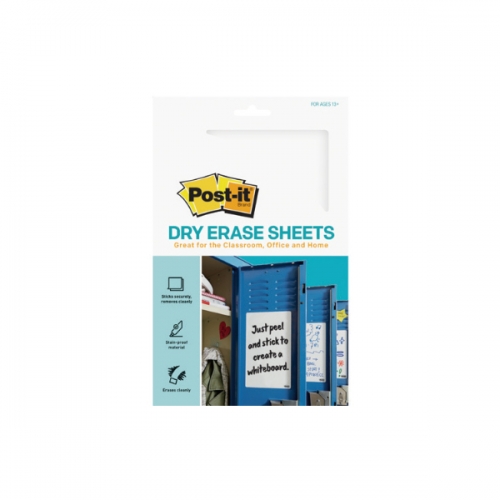 FOR AGES 13+
Post-it
Brand
DRY ERASE SHEETS
Great for the Classroom, Office and Home
Sticks securely,
removes cleanly
Stain-proof
material
Erases cleanly
Just peel
and stick to
create a
whiteboard.